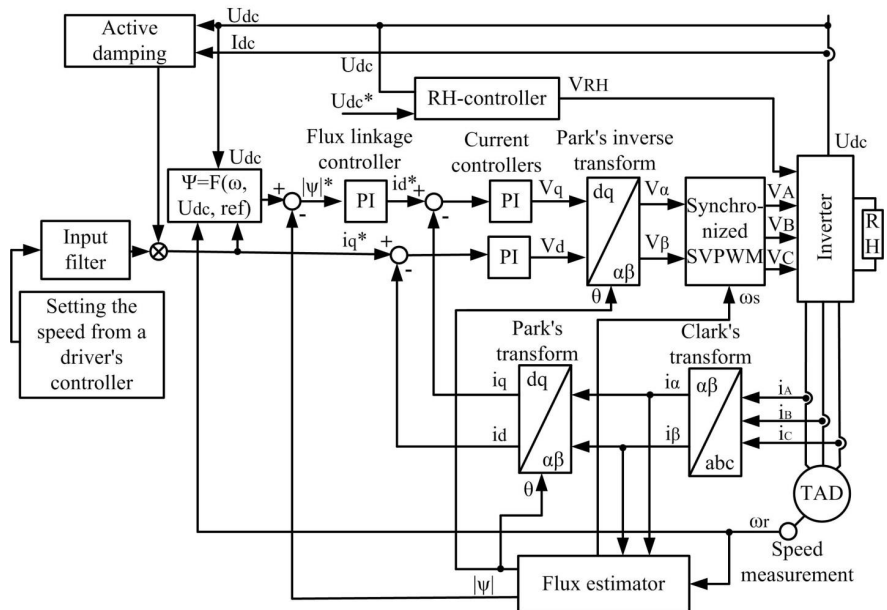 Udc
Idc
Active
damping
Udc
Udc*
RH-controller
VRH
Udc
Udc
Flux linkage
controller
Current
controllers
Park's inverse
transform
Ψ=F(ω,
Udc, ref)
+
-
|ψ|*
PI
id*
+
-
PI
Vq
dq
αβ
θ
Vα
Vβ
Synchro-
nized
SVPWM
ωs
VA
VB
VC
Inverter
RH
Input
filter
iq*
+
-
PI
Vd
Setting the
speed from a
driver's
controller
Park's
transform
Clark's
transform
iq
id
dq
αβ
θ
iα
iβ
αβ
abc
iA
iB
iC
TAD
ωr
Speed
measurement
|ψ|
Flux estimator